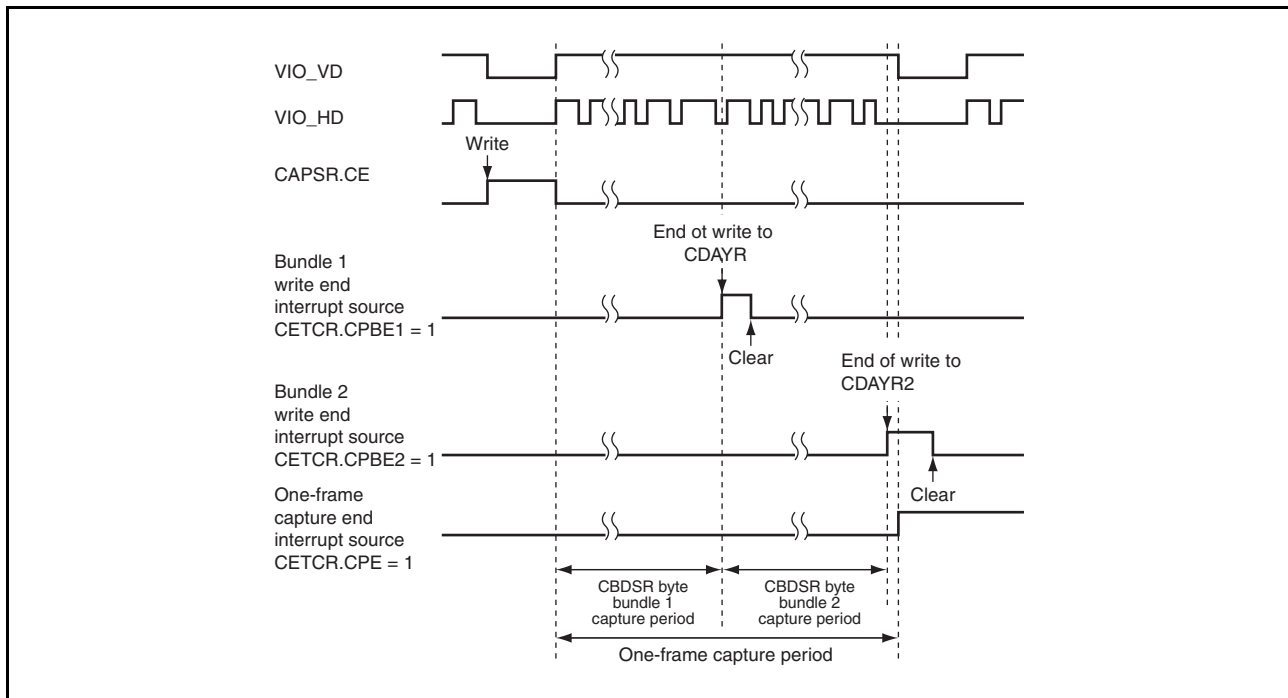 VIO_VD
VIO_HD
Write
CAPSR.CE
End ot write to
CDAYR
Bundle 1
write end
interrupt source
CETCR.CPBE1 = 1
Clear
End of write to
CDAYR2
Bundle 2
write end
interrupt source
CETCR.CPBE2 = 1
Clear
One-frame
capture end
interrupt source
CETCR.CPE = 1
CBDSR byte
bundle 1
capture period
CBDSR byte
bundle 2
capture period
One-frame capture period